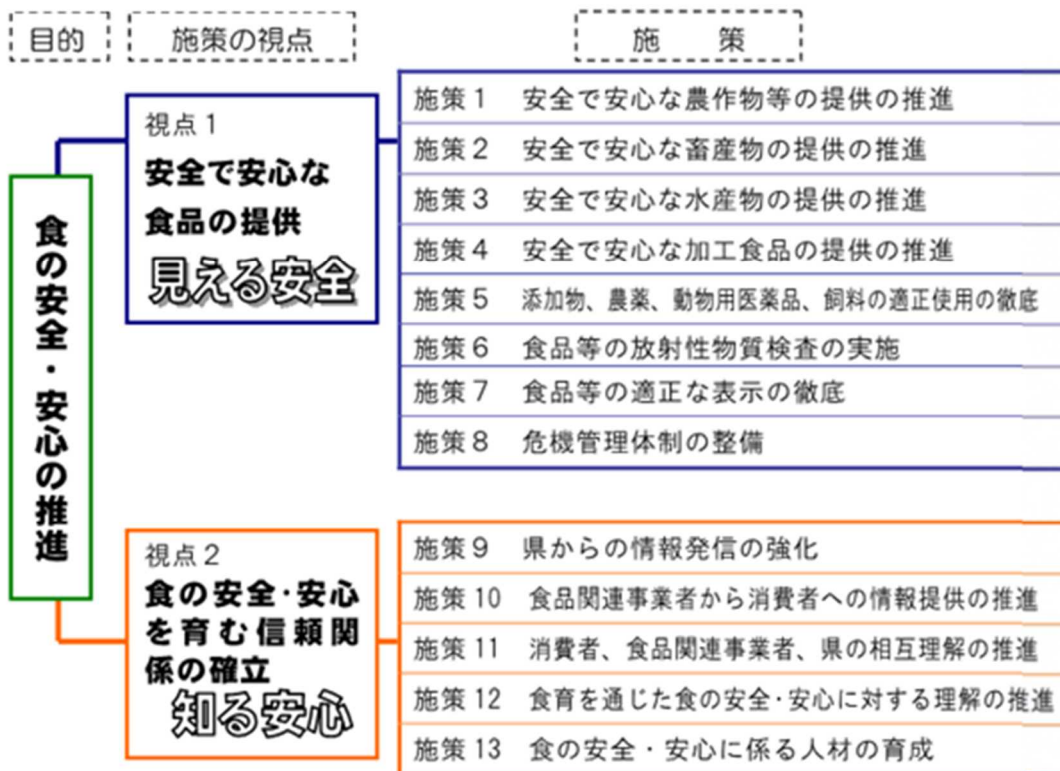 目的
施策の視点
施　策
食の安全・安心の推進
視点１
安全で安心な
食品の提供
見える安全
施策１　安全で安心な農作物等の提供の推進
施策２　安全で安心な畜産物の提供の推進
施策３　安全で安心な水産物の提供の推進
施策４　安全で安心な加工食品の提供の推進
施策５　添加物、農薬、動物用医薬品、飼料の適正使用の徹底
施策６　食品等の放射性物質検査の実施
施策７　食品等の適正な表示の徹底
施策８　危機管理体制の整備
視点２
食の安全・安心
を育む信頼関
係の確立
知る安心
施策９　県からの情報発信の強化
施策 10　食品関連事業者から消費者への情報提供の推進
施策 11　消費者、食品関連事業者、県の相互理解の推進
施策 12　食育を通じた食の安全・安心に対する理解の推進
施策 13　食の安全・安心に係る人材の育成